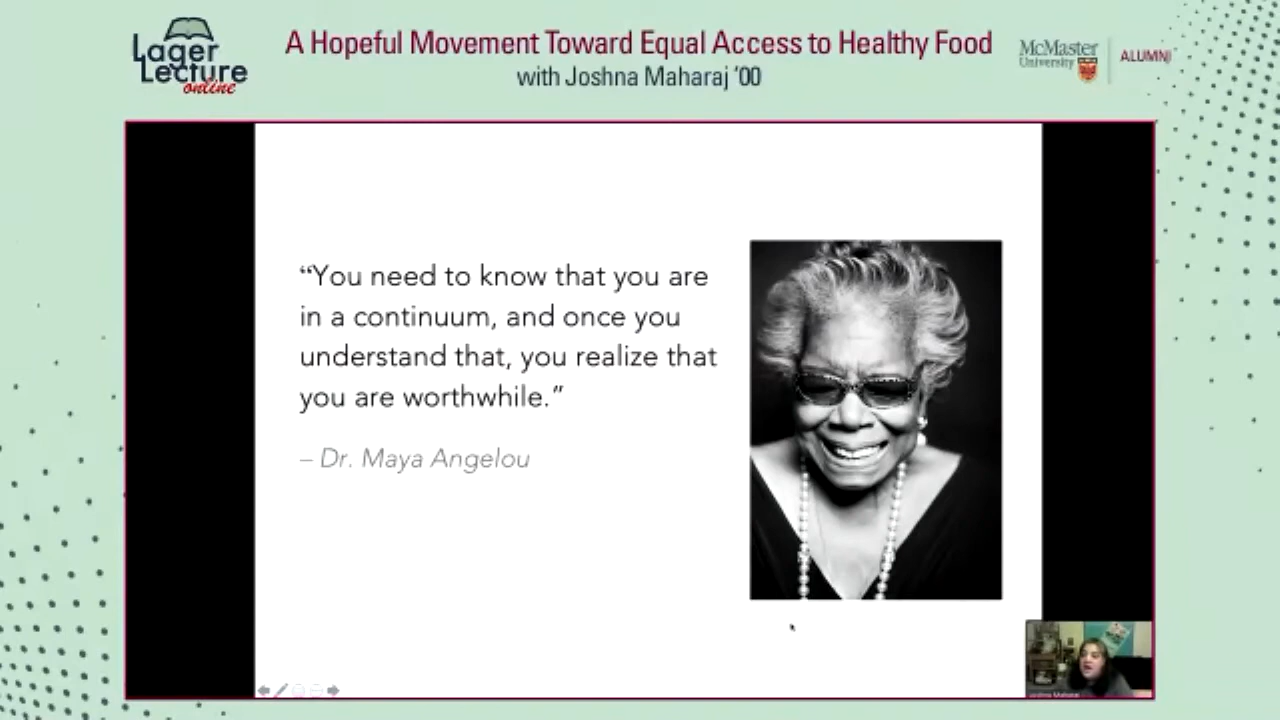 Lager
Lecture
online
A Hopeful Movement Toward Equal Access to Healthy Food
with Joshna Maharaj '00
McMaster
University
ALUMNI
“You need to know that you are
in a continuum, and once you
understand that, you realize that
you are worthwhile.”
– Dr. Maya Angelou
Joshna Maharaj